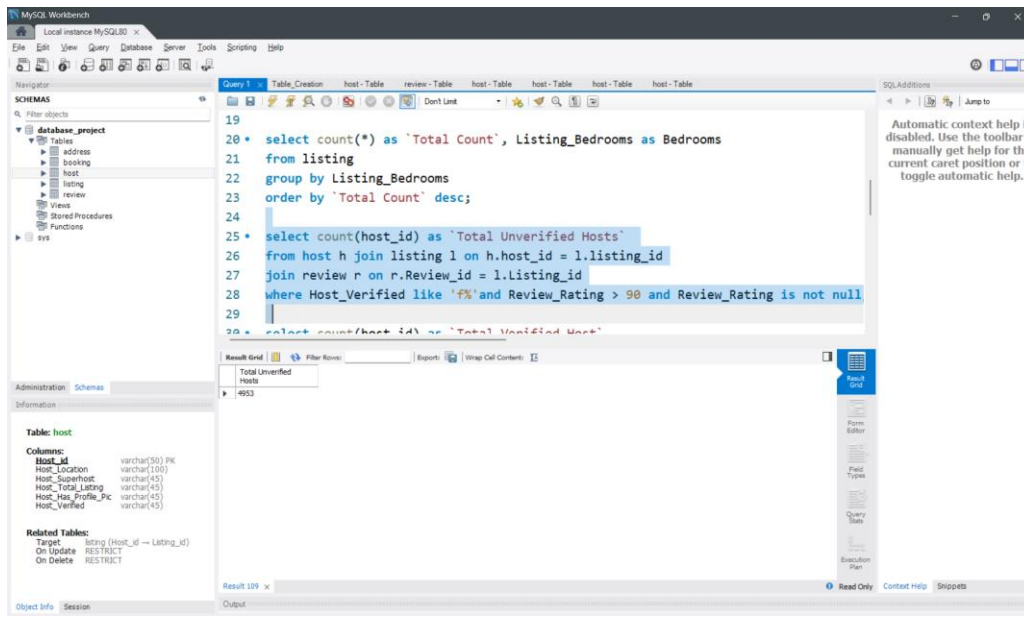 MySQL Workbench
Local instance MySQL80 ×
File Edit View Query Database Server Tools Scripting Help
Navigator
SCHEMAS
Filter objects
database_project
Tables
address
booking
host
listing
review
Views
Stored Procedures
Functions
sys
Administration Schemas
Information
Table: host
Columns:
Host_id varchar(50) PK
Host_Location varchar(100)
Host_Superhost varchar(45)
Host_Total_Listing varchar(45)
Host_Has_Profile_Pic varchar(45)
Host_Verified varchar(45)
Related Tables:
Target listing (Host_id → Listing_id)
On Update RESTRICT
On Delete RESTRICT
Object Info Session
Query 1 × Table_Creation host - Table review - Table host - Table host - Table host - Table host - Table
Don't Limit
19
20 select count(*) as `Total Count`, Listing_Bedrooms as Bedrooms
21 from listing
22 group by Listing_Bedrooms
23 order by `Total Count` desc;
24
25 select count(host_id) as `Total Unverified Hosts`
26 from host h join listing l on h.host_id = l.listing_id
27 join review r on r.Review_id = l.Listing_id
28 where Host_Verified like 'f%'and Review_Rating > 90 and Review_Rating is not null
29
30 select count(host_id) as `Total Verified Host`
Result Grid Filter Rows: Export: Wrap Cell Content:
Total Unverified
Hosts
4953
Result
Grid
Form
Editor
Field
Types
Query
Stats
Execution
Plan
Result 109 ×
Read Only
Output
SQLAdditions
Jump to
Automatic context help i
disabled. Use the toolbar
manually get help for th
current caret position or
toggle automatic help.
Context Help Snippets